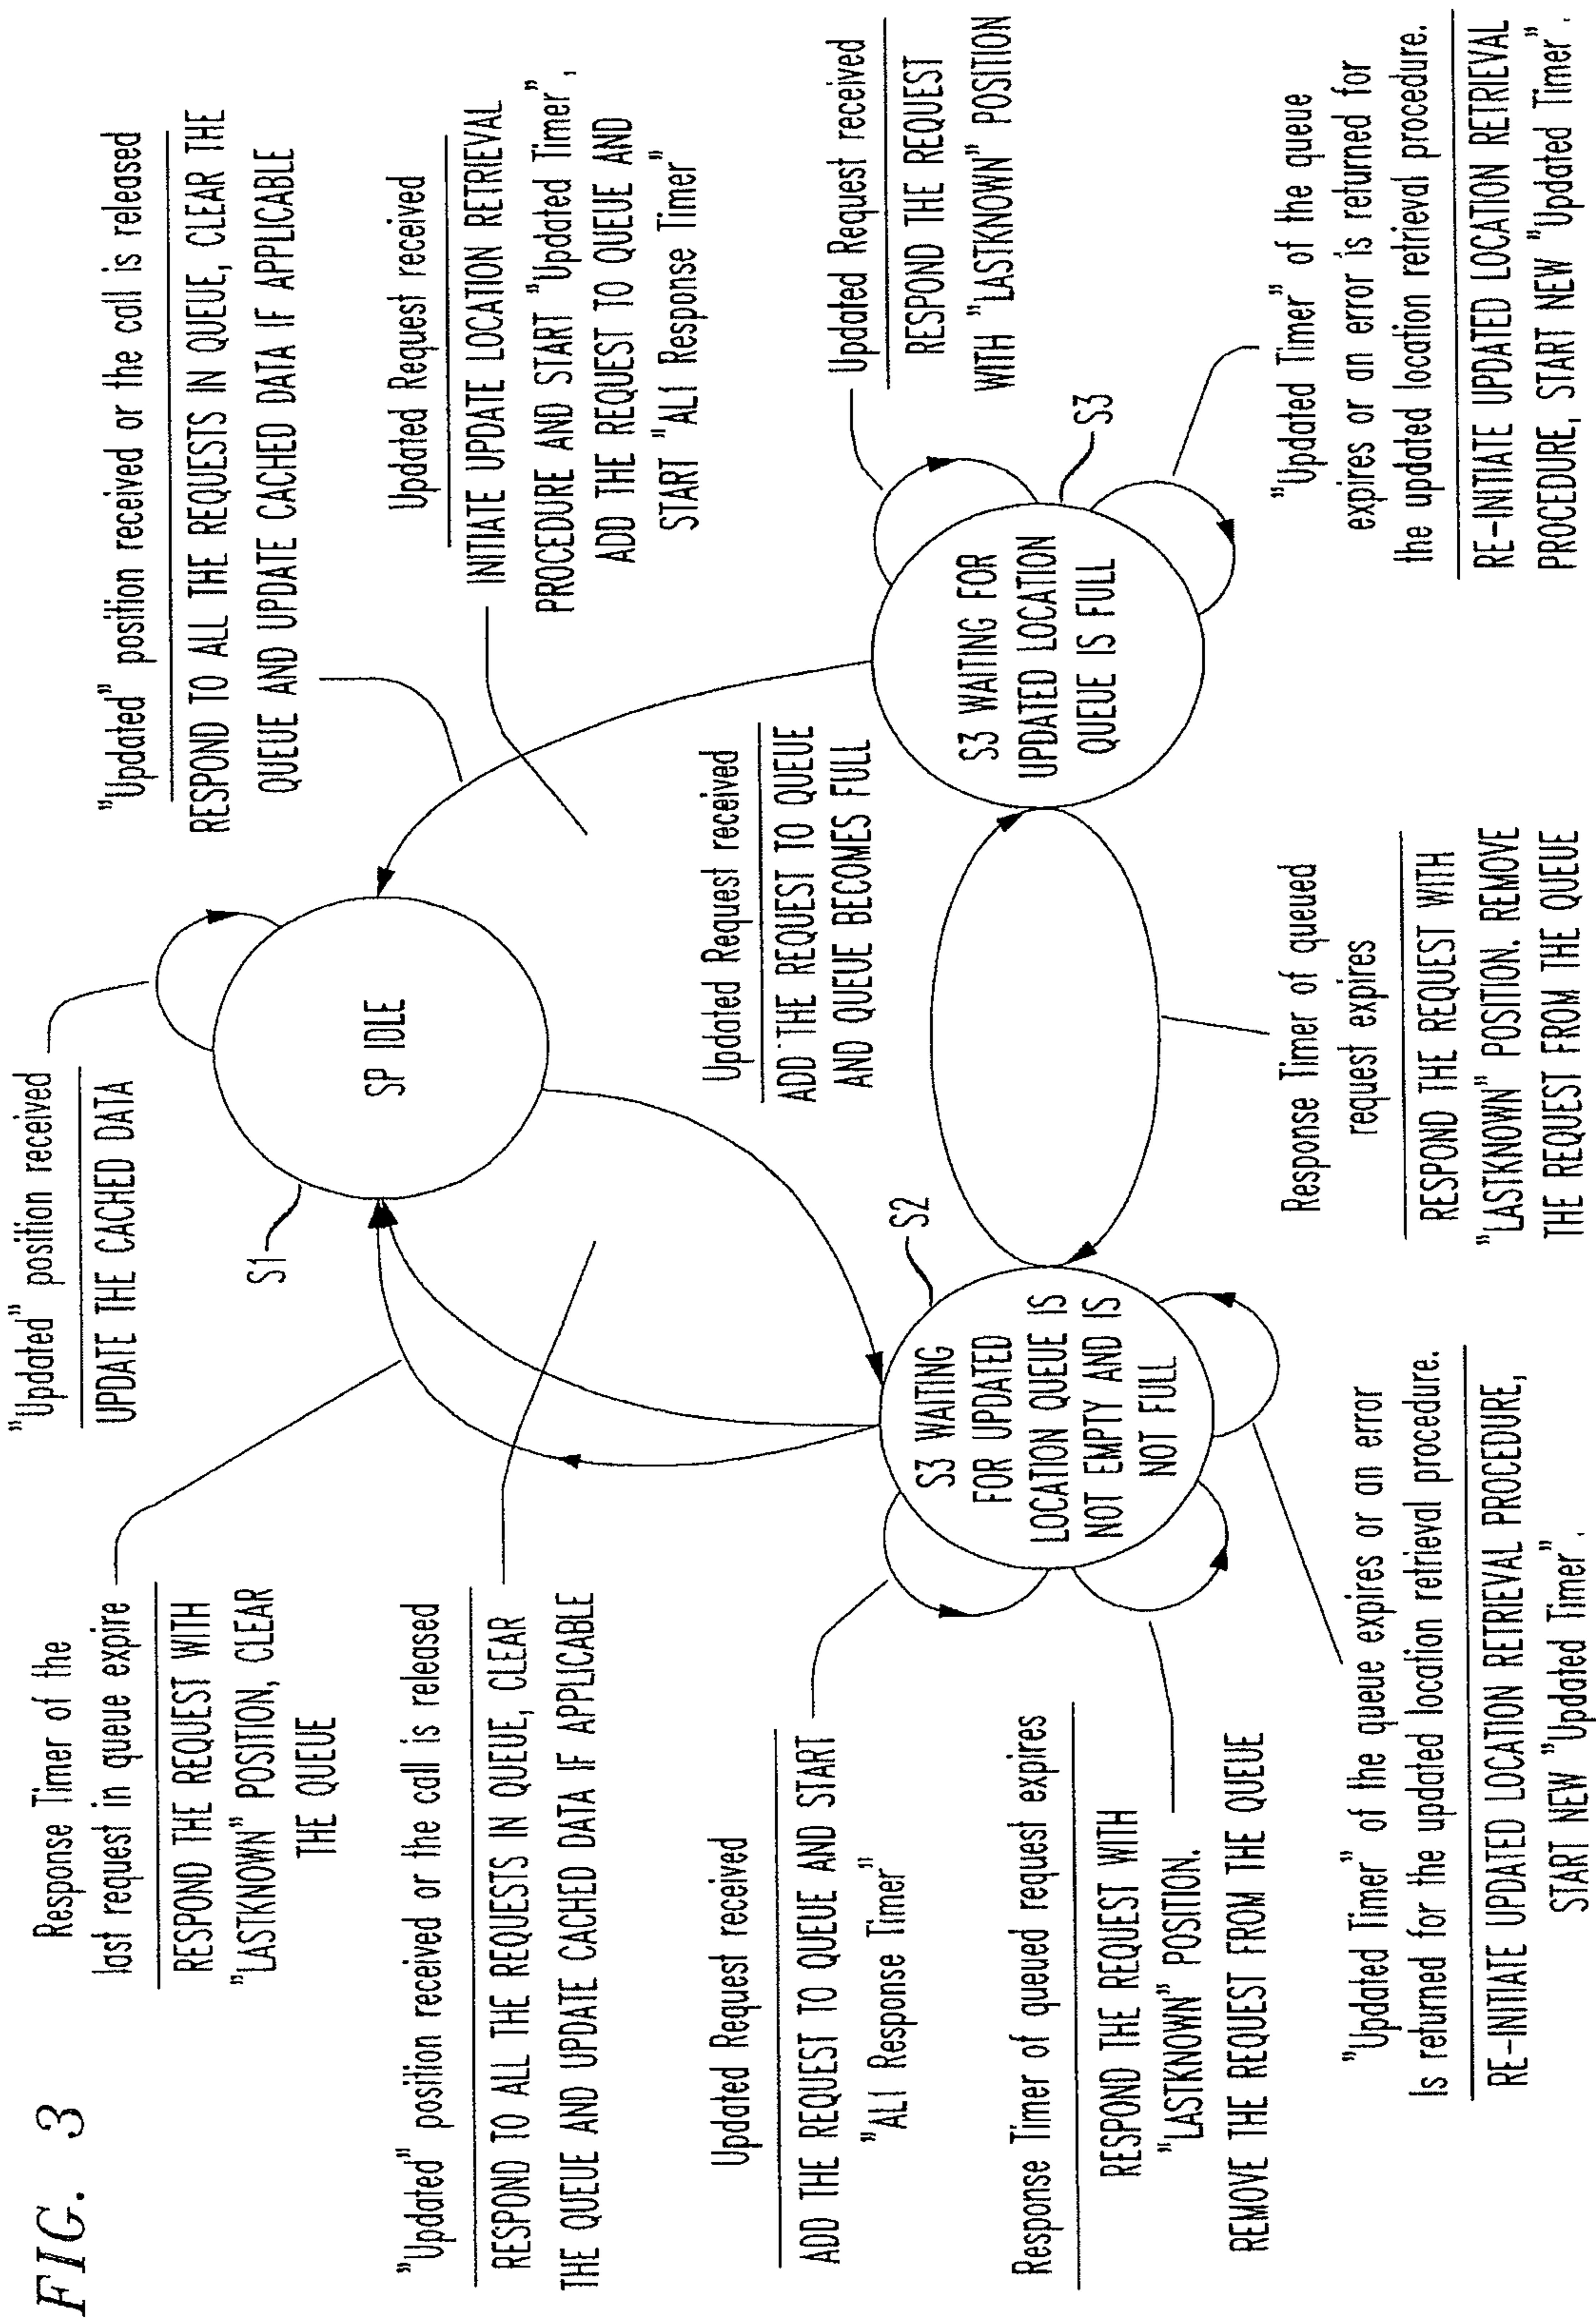 FIG. 3
Response Timer of the
last request in queue expire
RESPOND THE REQUEST WITH
"LASTKNOWN" POSITION, CLEAR
THE QUEUE
"Updated" position received
UPDATE THE CACHED DATA
"Updated" position received or the call is released
RESPOND TO ALL THE REQUESTS IN QUEUE, CLEAR THE
QUEUE AND UPDATE CACHED DATA IF APPLICABLE
S1
SP IDLE
"Updated" position received or the call is released
RESPOND TO ALL THE REQUESTS IN QUEUE, CLEAR
THE QUEUE AND UPDATE CACHED DATA IF APPLICABLE
Updated Request received
INITIATE UPDATE LOCATION RETRIEVAL
PROCEDURE AND START "Updated Timer",
ADD THE REQUEST TO QUEUE AND
START "AL1 Response Timer"
Updated Request received
ADD THE REQUEST TO QUEUE AND START
"AL1 Response Timer"
Updated Request received
ADD THE REQUEST TO QUEUE
AND QUEUE BECOMES FULL
Updated Request received
RESPOND THE REQUEST
WITH "LASTKNOWN" POSITION
S2
S3 WAITING
FOR UPDATED
LOCATION QUEUE IS
NOT EMPTY AND IS
NOT FULL
S3 WAITING FOR
UPDATED LOCATION
QUEUE IS FULL
S3
Response Timer of queued request expires
RESPOND THE REQUEST WITH
"LASTKNOWN" POSITION.
REMOVE THE REQUEST FROM THE QUEUE
Response Timer of queued
request expires
RESPOND THE REQUEST WITH
"LASTKNOWN" POSITION. REMOVE
THE REQUEST FROM THE QUEUE
"Updated Timer" of the queue expires or an error
is returned for the updated location retrieval procedure.
RE-INITIATE UPDATED LOCATION RETRIEVAL PROCEDURE,
START NEW "Updated Timer".
"Updated Timer" of the queue
expires or an error is returned for
the updated location retrieval procedure.
RE-INITIATE UPDATED LOCATION RETRIEVAL
PROCEDURE, START NEW "Updated Timer".